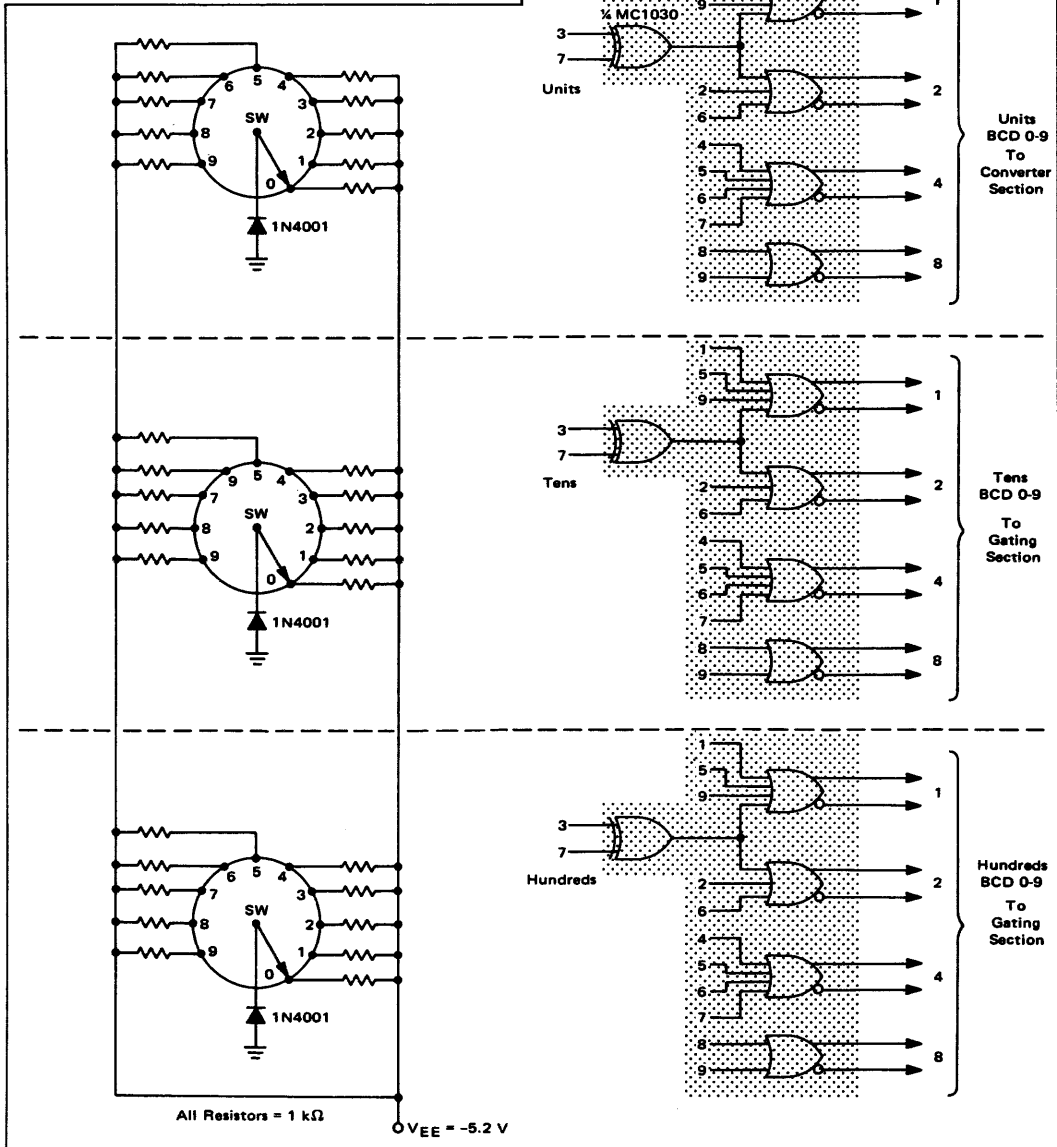 5
4
6
3
7
SW
2
8
1
9
0
1N4001
9
1
¼ MC1030
3
7
Units
2
6
2
4
5
6
7
4
8
9
8
Units
BCD 0-9
To
Converter
Section
5
4
9
3
7
SW
2
8
1
9
0
1N4001
3
7
Tens
1
5
9
1
2
6
2
4
5
6
7
4
8
9
8
Tens
BCD 0-9
To
Gating
Section
5
4
6
3
7
SW
2
8
1
9
0
1N4001
3
7
Hundreds
1
5
9
1
2
6
2
4
5
6
7
4
8
9
8
Hundreds
BCD 0-9
To
Gating
Section
All Resistors = 1 kΩ
VEE = -5.2 V